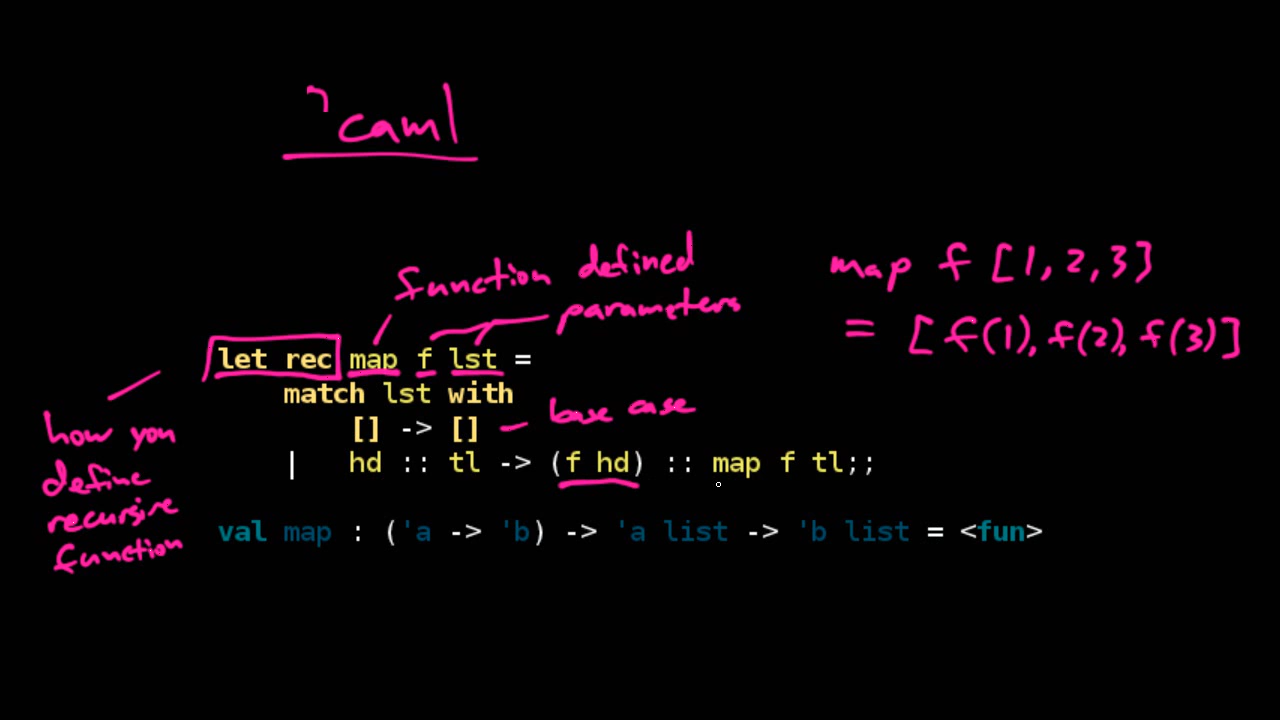 caml
function defined
parameters
map f [1, 2, 3]
= [f(1), f(2), f(3)]
let rec map f lst =
match lst with
[] -> []
base case
| hd :: tl -> (f hd) :: map f tl;;
how you
define
recursive
function
val map : ('a -> 'b) -> 'a list -> 'b list = <fun>